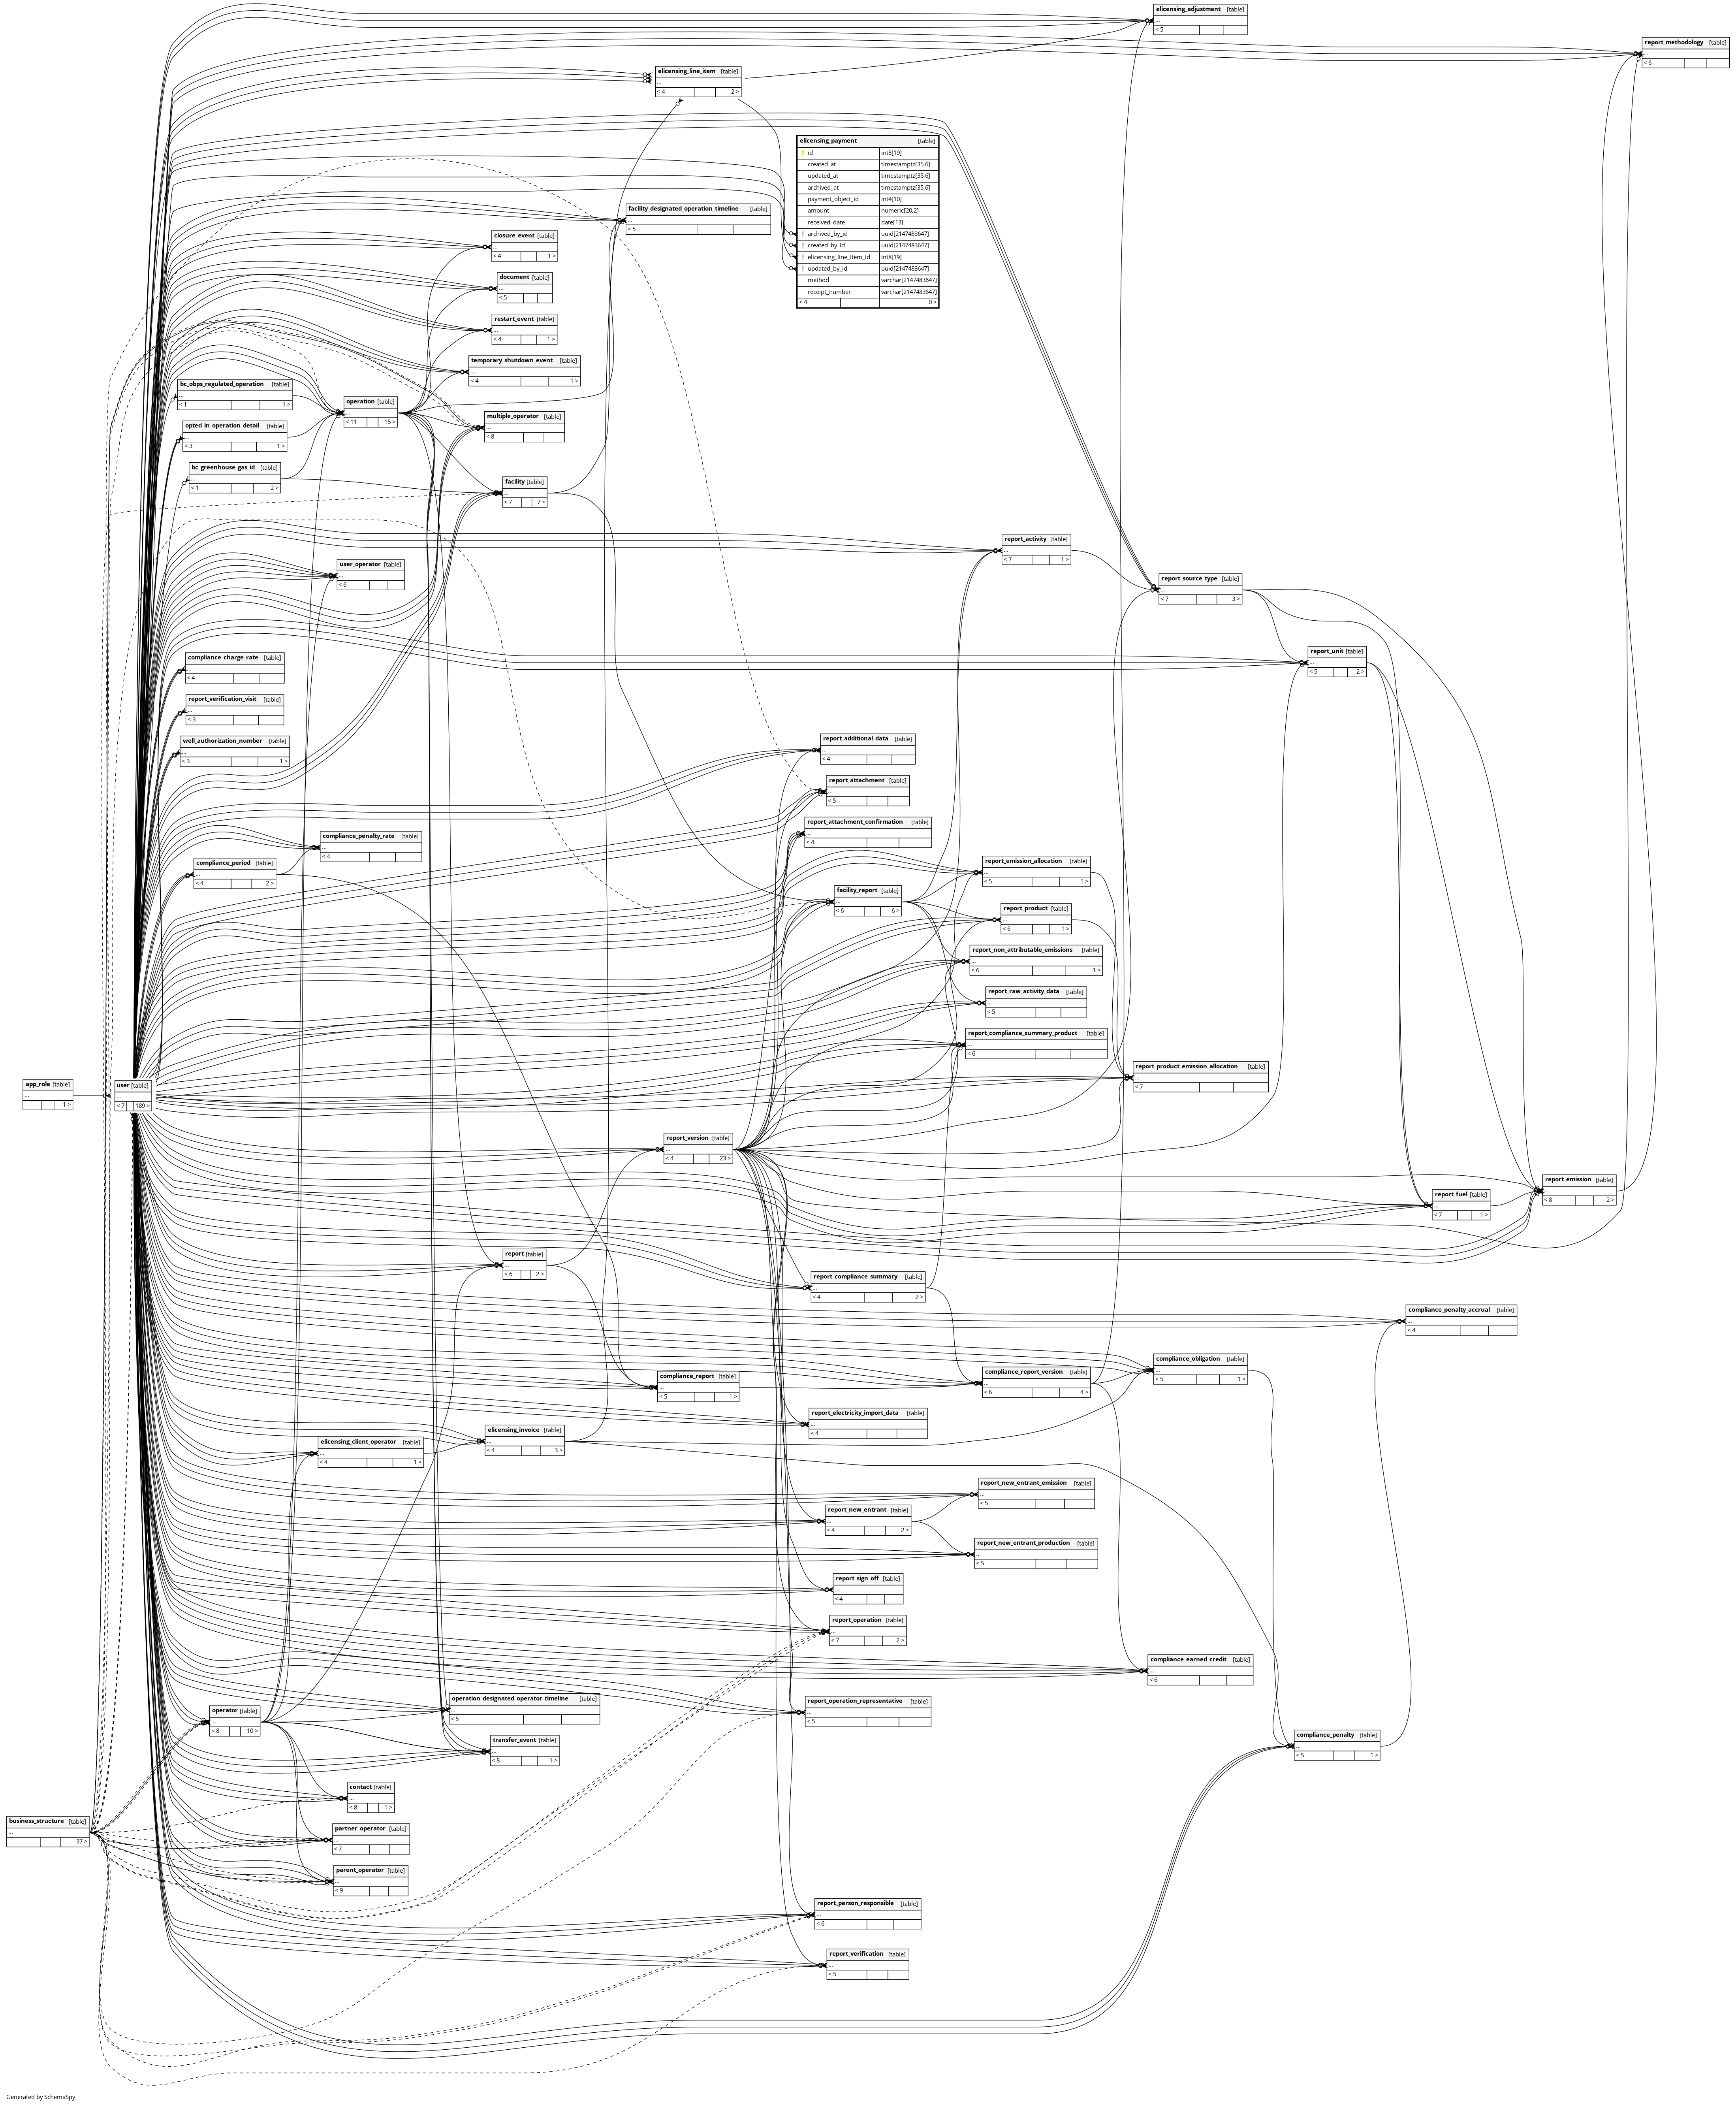 elicensing_adjustment [table]
...
< 5
report_methodology [table]
...
< 6
elicensing_line_item [table]
...
< 4 2 >
elicensing_payment [table]
id int8[19]
created_at timestamptz[35,6]
updated_at timestamptz[35,6]
archived_at timestamptz[35,6]
payment_object_id int4[10]
amount numeric[20,2]
received_date date[13]
archived_by_id uuid[2147483647]
created_by_id uuid[2147483647]
elicensing_line_item_id int8[19]
updated_by_id uuid[2147483647]
method varchar[2147483647]
receipt_number varchar[2147483647]
< 4 0 >
facility_designated_operation_timeline [table]
...
< 5
closure_event [table]
...
< 4 1 >
document [table]
...
< 5
restart_event [table]
...
< 4 1 >
temporary_shutdown_event [table]
...
< 4 1 >
bc_obps_regulated_operation [table]
...
< 1 1 >
operation [table]
...
< 11 15 >
multiple_operator [table]
...
< 8
opted_in_operation_detail [table]
...
< 3 1 >
bc_greenhouse_gas_id [table]
...
< 1 2 >
facility [table]
...
< 7 7 >
report_activity [table]
...
< 7 1 >
user_operator [table]
...
< 6
report_source_type [table]
...
< 7 3 >
compliance_charge_rate [table]
...
< 4
report_unit [table]
...
< 5 2 >
report_verification_visit [table]
...
< 3
well_authorization_number [table]
...
< 3 1 >
report_additional_data [table]
...
< 4
report_attachment [table]
...
< 5
report_attachment_confirmation [table]
...
< 4
compliance_penalty_rate [table]
...
< 4
compliance_period [table]
...
< 4 2 >
report_emission_allocation [table]
...
< 5 1 >
facility_report [table]
...
< 6 6 >
report_product [table]
...
< 6 1 >
report_non_attributable_emissions [table]
...
< 6 1 >
report_raw_activity_data [table]
...
< 5
report_compliance_summary_product [table]
...
< 6
report_product_emission_allocation [table]
...
< 7
app_role [table]
...
1 >
user [table]
...
< 7 189 >
report_version [table]
...
< 4 23 >
report_emission [table]
...
< 8 2 >
report_fuel [table]
...
< 7 1 >
report [table]
...
< 6 2 >
report_compliance_summary [table]
...
< 4 2 >
compliance_penalty_accrual [table]
...
< 4
compliance_obligation [table]
...
< 5 1 >
compliance_report [table]
...
< 5 1 >
compliance_report_version [table]
...
< 6 4 >
report_electricity_import_data [table]
...
< 4
elicensing_invoice [table]
...
< 4 3 >
elicensing_client_operator [table]
...
< 4 1 >
report_new_entrant_emission [table]
...
< 5
report_new_entrant [table]
...
< 4 2 >
report_new_entrant_production [table]
...
< 5
report_sign_off [table]
...
< 4
report_operation [table]
...
< 7 2 >
compliance_earned_credit [table]
...
< 6
operation_designated_operator_timeline [table]
...
< 5
report_operation_representative [table]
...
< 5
operator [table]
...
< 8 10 >
transfer_event [table]
...
< 8 1 >
compliance_penalty [table]
...
< 5 1 >
contact [table]
...
< 8 1 >
business_structure [table]
...
37 >
partner_operator [table]
...
< 7
parent_operator [table]
...
< 9
report_person_responsible [table]
...
< 6
report_verification [table]
...
< 5
Generated by SchemaSpy